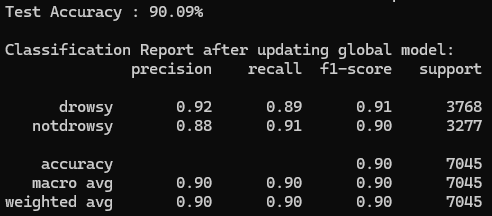 Test Accuracy : 90.09%
Classification Report after updating global model:
precision recall f1-score support
drowsy 0.92 0.89 0.91 3768
notdrowsy 0.88 0.91 0.90 3277
accuracy 0.90 7045
macro avg 0.90 0.90 0.90 7045
weighted avg 0.90 0.90 0.90 7045